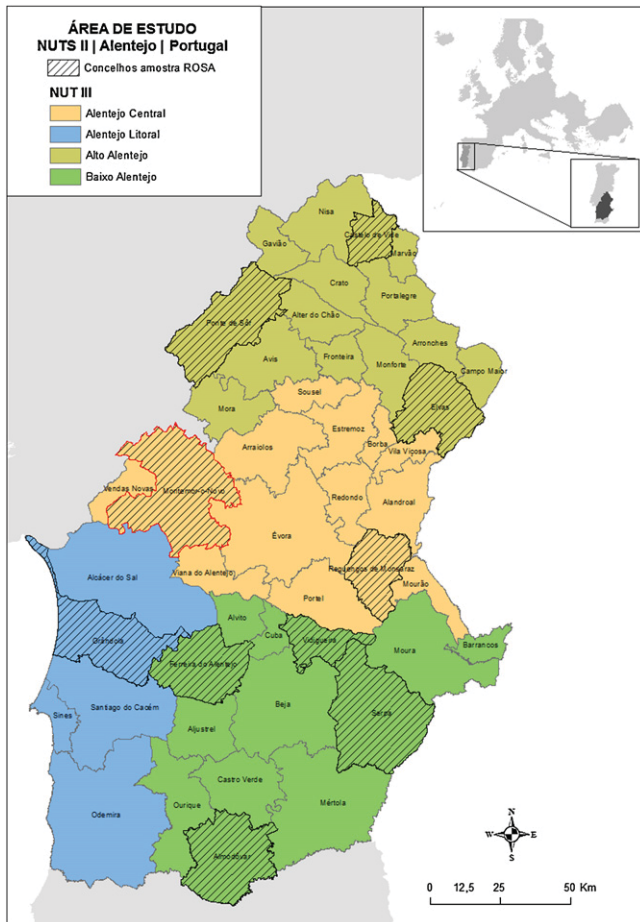 ÁREA DE ESTUDO
NUTS II | Alentejo | Portugal
Concelhos amostra ROSA
NUT III
Alentejo Central
Alentejo Litoral
Alto Alentejo
Baixo Alentejo
Nisa
Castelo de Vide
Gavião
Marvão
Crato
Portalegre
Ponte de Sôr
Alter do Chão
Arronches
Avis
Fronteira
Monforte
Campo Maior
Sousel
Elvas
Mora
Estremoz
Arraiolos
Borba
Vila Viçosa
Vendas Novas
Montemor-o-Novo
Redondo
Alandroal
Évora
Viana do Alentejo
Reguengos de Monsaraz
Alcácer do Sal
Portel
Mourão
Alvito
Grândola
Cuba
Vidigueira
Moura
Barrancos
Ferreira do Alentejo
Santiago do Cacém
Beja
Serpa
Sines
Aljustrel
Castro Verde
Ourique
Mértola
Odemira
Almodôvar
N
W E
S
0 12,5 25 50 Km